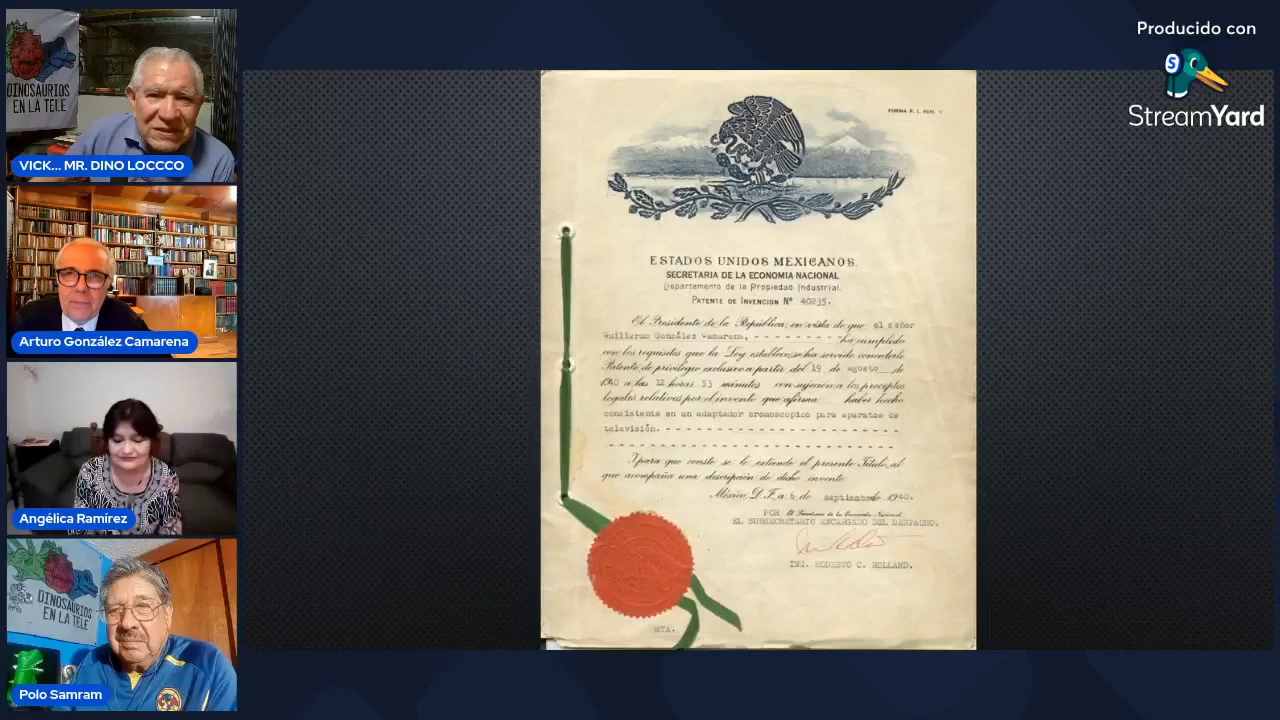 DINOSAURIOS
EN LA TELE
VICK... MR. DINO LOCCCO
Arturo González Camarena
Angélica Ramírez
DINOSAURIOS
EN LA TELE
Polo Samram
FORMA P. I. NUM.
ESTADOS UNIDOS MEXICANOS.
SECRETARIA DE LA ECONOMIA NACIONAL
Departamento de la Propiedad Industrial.
PATENTE DE INVENCION Nº 40235.
El Presidente de la República, en vista de que el señor
Guillermo González Camarena, - - - - - - - - - ha cumplido
con los requisitos que la Ley establece, se ha servido concederle
Patente de privilegio exclusivo a partir del 19 de agosto de
1940 a las 12 horas 53 minutos con sujeción a los preceptos
legales relativos por el invento que afirma haber hecho
consistente en un adaptador cromoscopico para aparatos de
televisión. - - - - - - - - - - - - - - - - - - - - - - -
- - - - - - - - - - - - - - - - - - - - - - - - - - - -
I para que conste se le extiende el presente Título, al
que acompaña una descripción de dicho invento.
México, D. F. a 6 de septiembre de 1940.
POR El Secretario de la Economía Nacional.
EL SUBSECRETARIO ENCARGADO DEL DESPACHO.
ING. MODESTO C. ROLLAND.
MTA.
Producido con
S
StreamYard